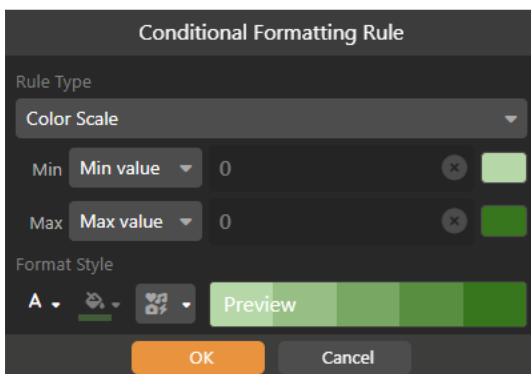 Conditional Formatting Rule
Rule Type
Color Scale
Min Min value 0
Max Max value 0
Format Style
A Preview
OK Cancel